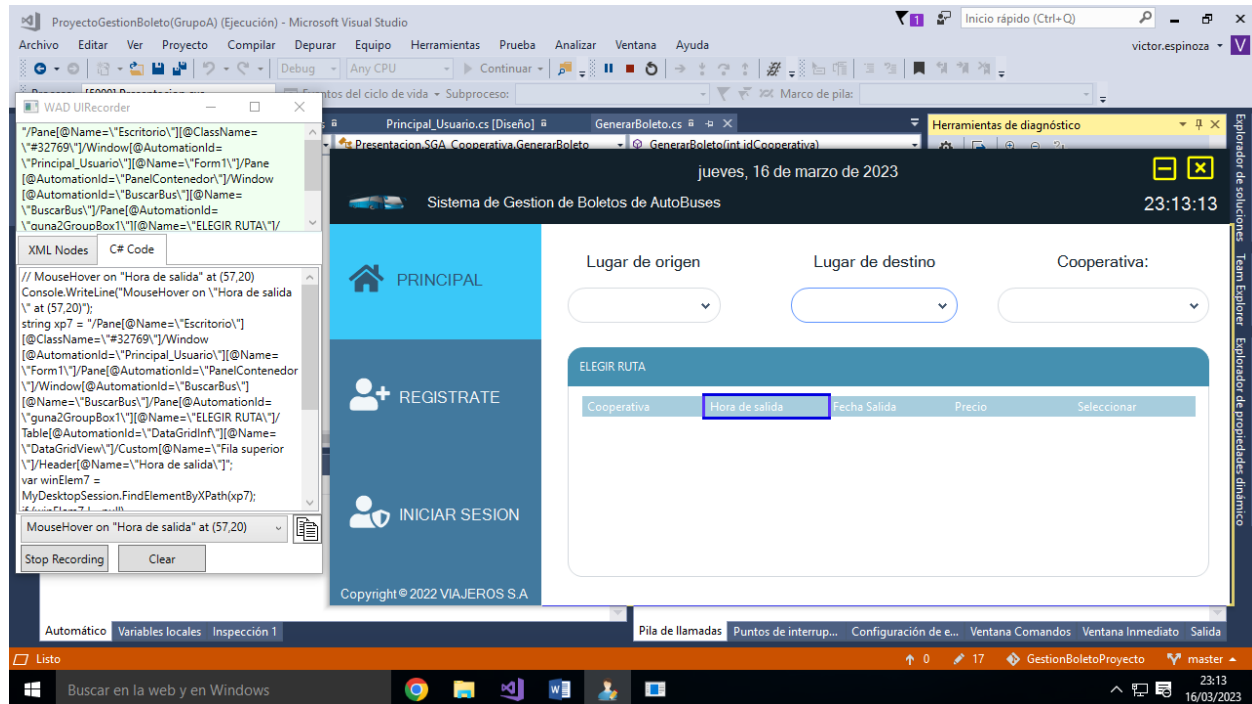 ProyectoGestionBoleto(GrupoA) (Ejecución) - Microsoft Visual Studio
1
Inicio rápido (Ctrl+Q)
Archivo Editar Ver Proyecto Compilar Depurar Equipo Herramientas Prueba Analizar Ventana Ayuda
victor.espinoza
V
Debug Any CPU Continuar
del ciclo de vida Subproceso: Marco de pila:
WAD UIRecorder
Principal_Usuario.cs [Diseño] GenerarBoleto.cs
Herramientas de diagnóstico
Presentacion.SGA_Cooperativa.GenerarBoleto GenerarBoleto(int idCooperativa)
"/Pane[@Name=\"Escritorio\"][@ClassName=
\"#32769\"]/Window[@AutomationId=
\"Principal_Usuario\"][@Name=\"Form1\"]/Pane
[@AutomationId=\"PanelContenedor\"]/Window
[@AutomationId=\"BuscarBus\"][@Name=
\"BuscarBus\"]/Pane[@AutomationId=
\"guna2GroupBox1\"][@Name=\"ELEGIR RUTA\"]/
XML Nodes C# Code
// MouseHover on "Hora de salida" at (57,20)
Console.WriteLine("MouseHover on \"Hora de salida
\" at (57,20)");
string xp7 = "/Pane[@Name=\"Escritorio\"]
[@ClassName=\"#32769\"]/Window
[@AutomationId=\"Principal_Usuario\"][@Name=
\"Form1\"]/Pane[@AutomationId=\"PanelContenedor
\"]/Window[@AutomationId=\"BuscarBus\"]
[@Name=\"BuscarBus\"]/Pane[@AutomationId=
\"guna2GroupBox1\"][@Name=\"ELEGIR RUTA\"]/
Table[@AutomationId=\"DataGridInf\"][@Name=
\"DataGridView\"]/Custom[@Name=\"Fila superior
\"]/Header[@Name=\"Hora de salida\"]";
var winElem7 =
MyDesktopSession.FindElementByXPath(xp7);
MouseHover on "Hora de salida" at (57,20)
Stop Recording Clear
jueves, 16 de marzo de 2023
Sistema de Gestion de Boletos de AutoBuses
23:13:13
PRINCIPAL
REGISTRATE
INICIAR SESION
Copyright © 2022 VIAJEROS S.A
Lugar de origen Lugar de destino Cooperativa:
ELEGIR RUTA
Cooperativa Hora de salida Fecha Salida Precio Seleccionar
Explorador de soluciones
Team Explorer
Explorador de propiedades dinámico
Automático Variables locales Inspección 1
Pila de llamadas Puntos de interrup... Configuración de e... Ventana Comandos Ventana Inmediato Salida
Listo
0 17 GestionBoletoProyecto master
Buscar en la web y en Windows
23:13
16/03/2023